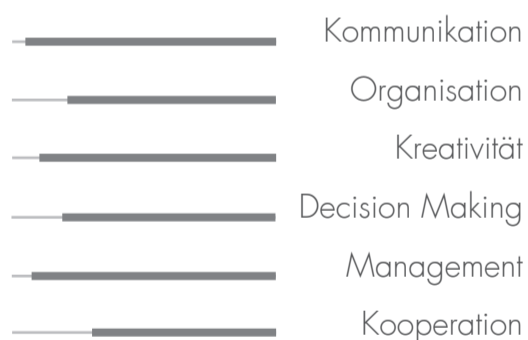 Kommunikation
Organisation
Kreativität
Decision Making
Management
Kooperation